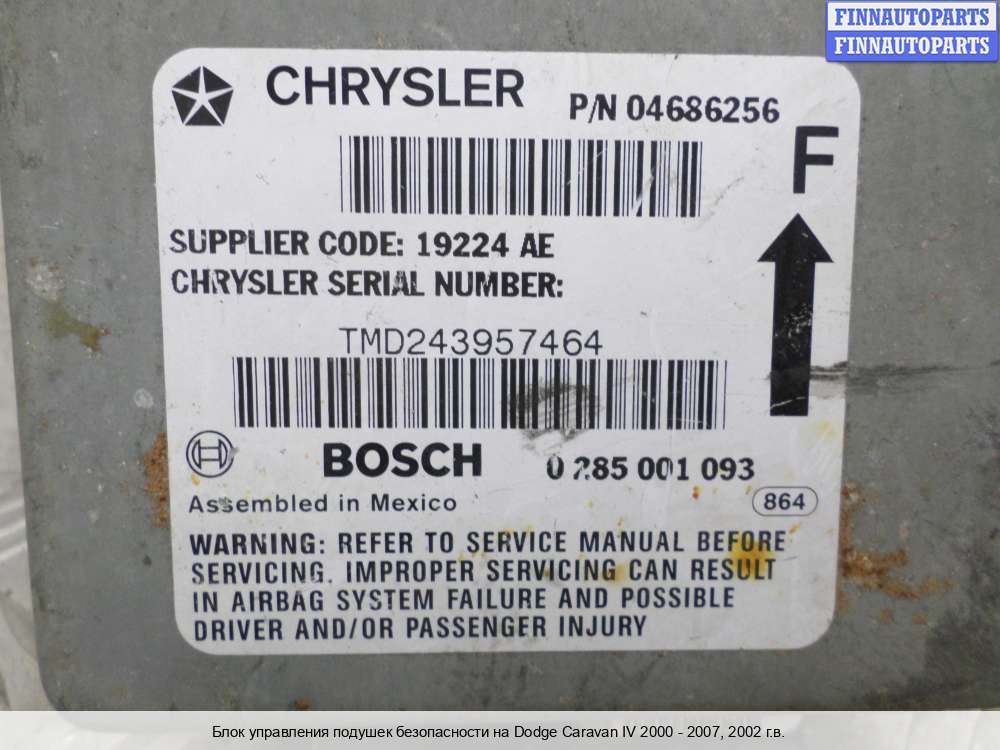 FINNAUTOPARTS
FINNAUTOPARTS
CHRYSLER
P/N 04686256
F
SUPPLIER CODE: 19224 AE
CHRYSLER SERIAL NUMBER:
TMD243957464
BOSCH 0 285 001 093
Assembled in Mexico
864
WARNING: REFER TO SERVICE MANUAL BEFORE
SERVICING. IMPROPER SERVICING CAN RESULT
IN AIRBAG SYSTEM FAILURE AND POSSIBLE
DRIVER AND/OR PASSENGER INJURY
Блок управления подушек безопасности на Dodge Caravan IV 2000 - 2007, 2002 г.в.